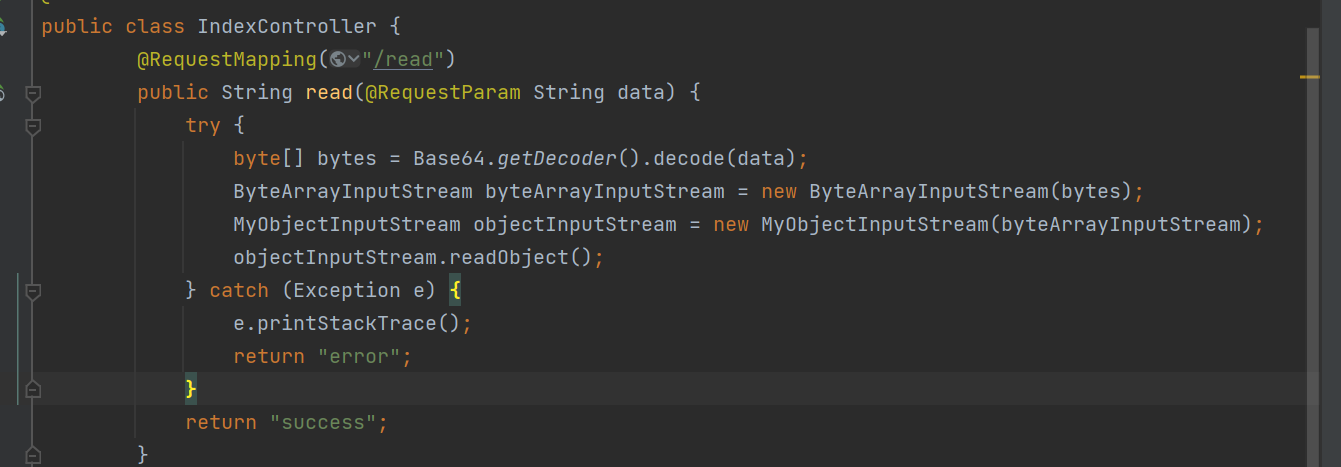 public class IndexController {
@RequestMapping("/read")
public String read(@RequestParam String data) {
try {
byte[] bytes = Base64.getDecoder().decode(data);
ByteArrayInputStream byteArrayInputStream = new ByteArrayInputStream(bytes);
MyObjectInputStream objectInputStream = new MyObjectInputStream(byteArrayInputStream);
objectInputStream.readObject();
} catch (Exception e) {
e.printStackTrace();
return "error";
}
return "success";
}